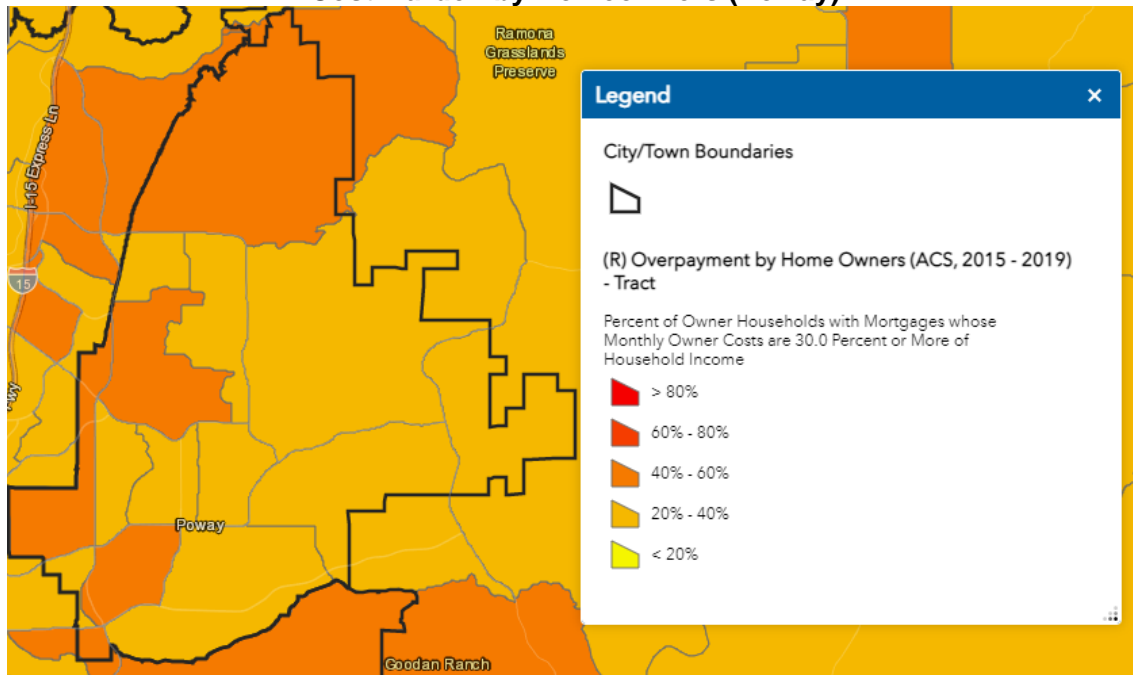 Ramona
Grasslands
Preserve
I-15 Express Ln
15
Poway
Goodan Ranch
Legend
×
City/Town Boundaries
(R) Overpayment by Home Owners (ACS, 2015 - 2019)
- Tract
Percent of Owner Households with Mortgages whose
Monthly Owner Costs are 30.0 Percent or More of
Household Income
> 80%
60% - 80%
40% - 60%
20% - 40%
< 20%